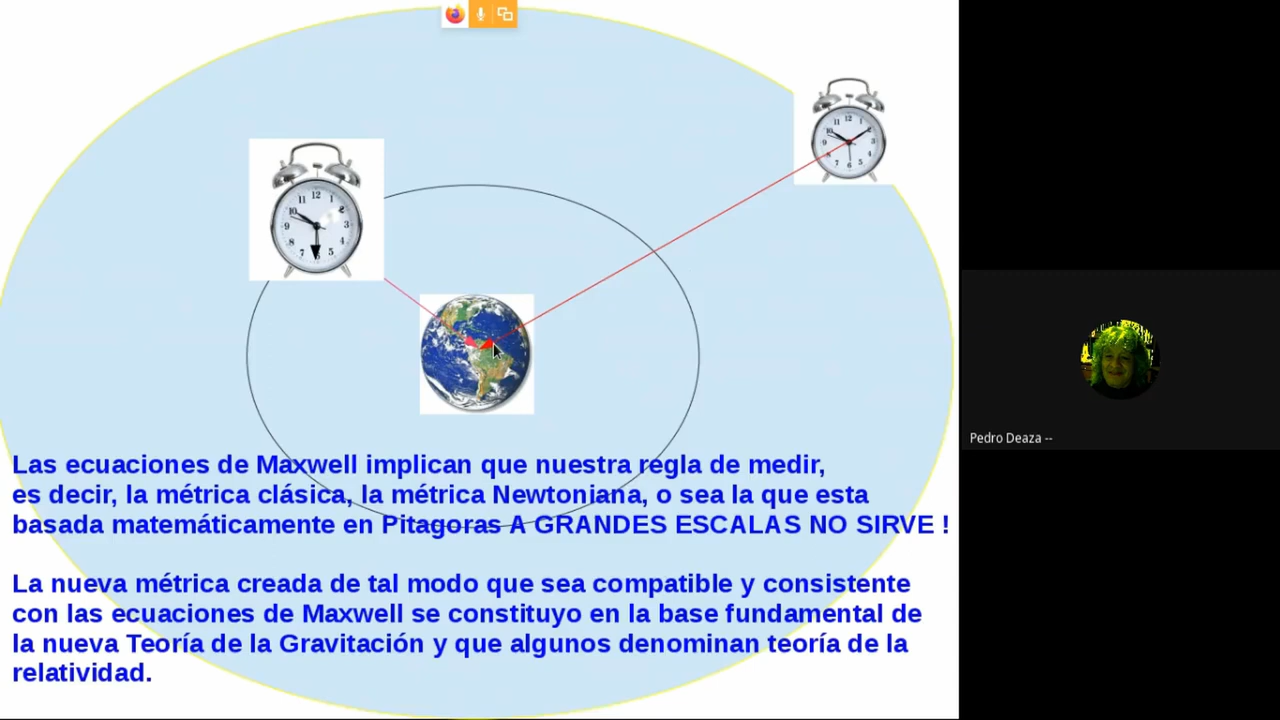 Las ecuaciones de Maxwell implican que nuestra regla de medir,
es decir, la métrica clásica, la métrica Newtoniana, o sea la que esta
basada matemáticamente en Pitagoras A GRANDES ESCALAS NO SIRVE !
La nueva métrica creada de tal modo que sea compatible y consistente
con las ecuaciones de Maxwell se constituyo en la base fundamental de
la nueva Teoría de la Gravitación y que algunos denominan teoría de la
relatividad.
Pedro Deaza --